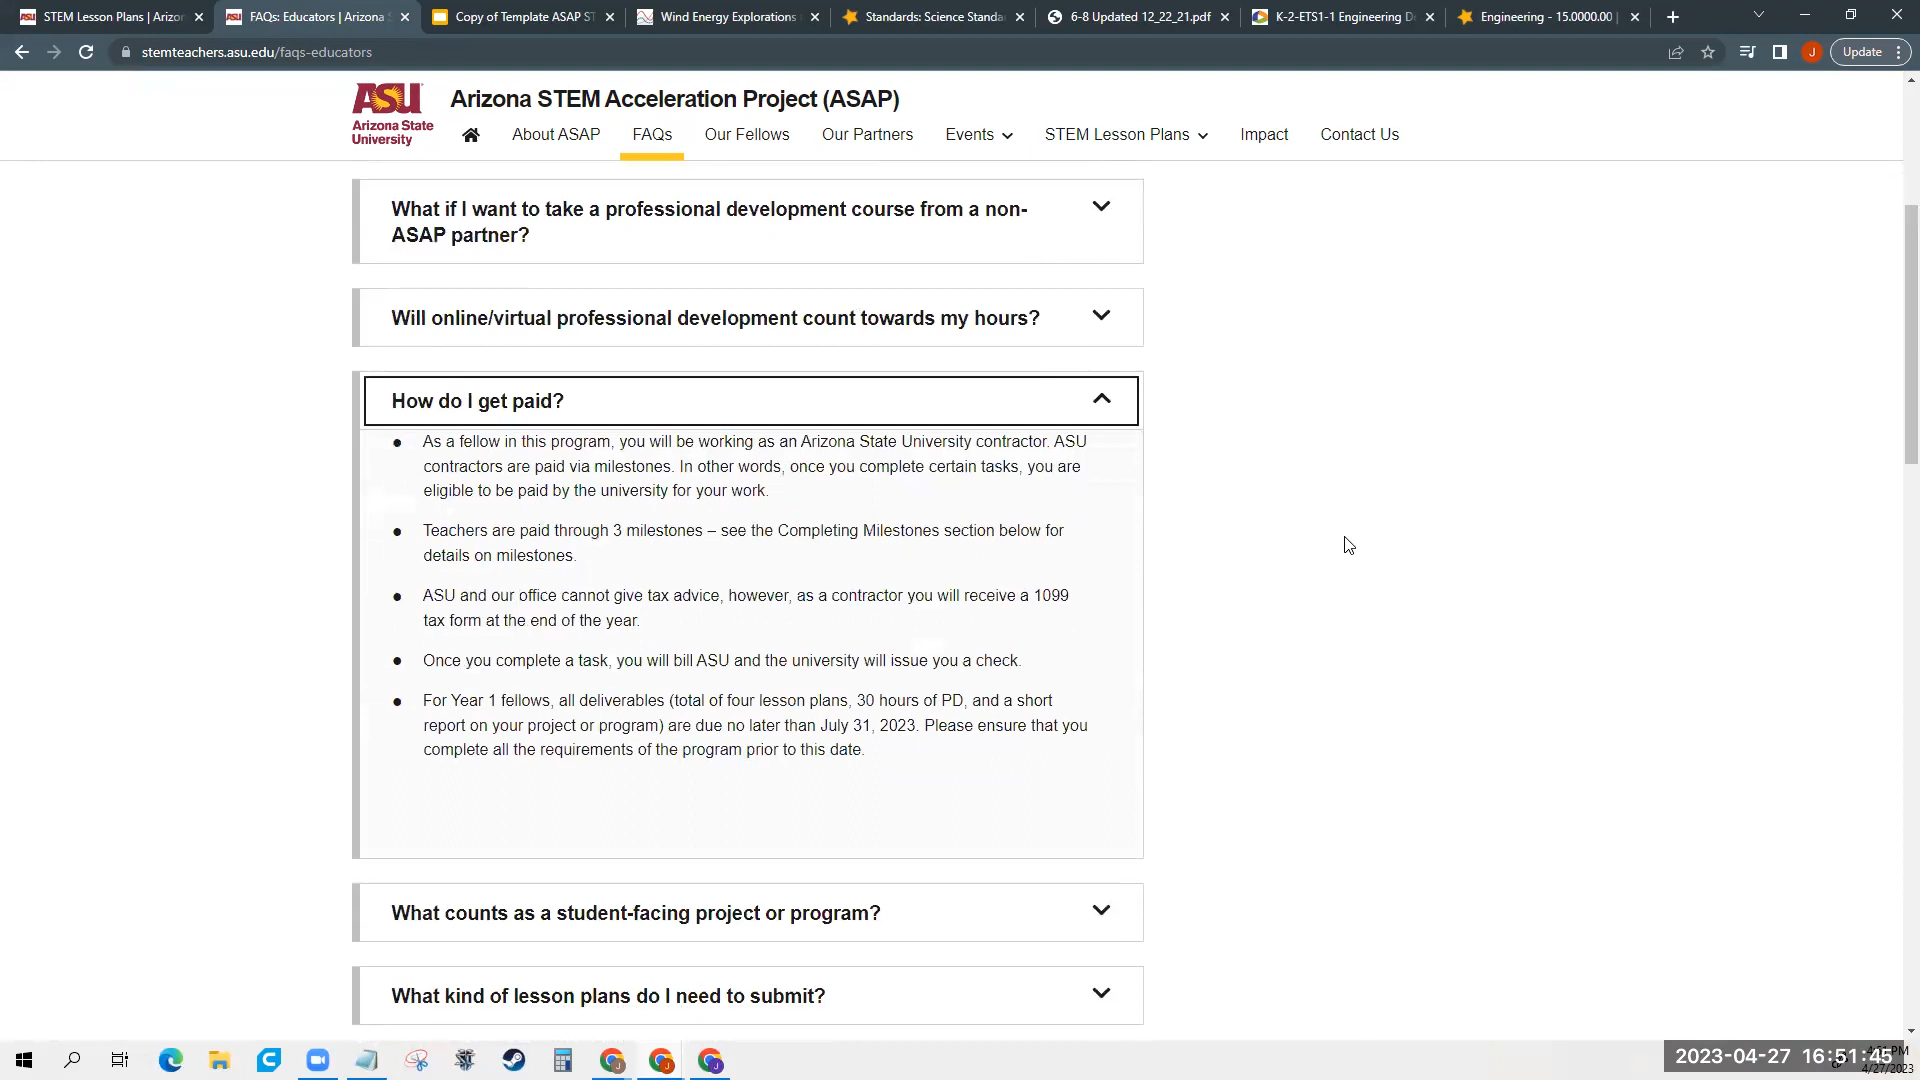 STEM Lesson Plans | Arizon
FAQs: Educators | Arizona S
Copy of Template ASAP ST
Wind Energy Explorations
Standards: Science Standa
6-8 Updated 12_22_21.pdf
K-2-ETS1-1 Engineering D
Engineering - 15.0000.00 |
stemteachers.asu.edu/faqs-educators
J
Update
ASU
Arizona State
University
Arizona STEM Acceleration Project (ASAP)
About ASAP
FAQs
Our Fellows
Our Partners
Events
STEM Lesson Plans
Impact
Contact Us
What if I want to take a professional development course from a non-
ASAP partner?
Will online/virtual professional development count towards my hours?
How do I get paid?
As a fellow in this program, you will be working as an Arizona State University contractor. ASU
contractors are paid via milestones. In other words, once you complete certain tasks, you are
eligible to be paid by the university for your work.
Teachers are paid through 3 milestones – see the Completing Milestones section below for
details on milestones.
ASU and our office cannot give tax advice, however, as a contractor you will receive a 1099
tax form at the end of the year.
Once you complete a task, you will bill ASU and the university will issue you a check.
For Year 1 fellows, all deliverables (total of four lesson plans, 30 hours of PD, and a short
report on your project or program) are due no later than July 31, 2023. Please ensure that you
complete all the requirements of the program prior to this date.
What counts as a student-facing project or program?
What kind of lesson plans do I need to submit?
2023-04-27 16:51:45
4/27/2023